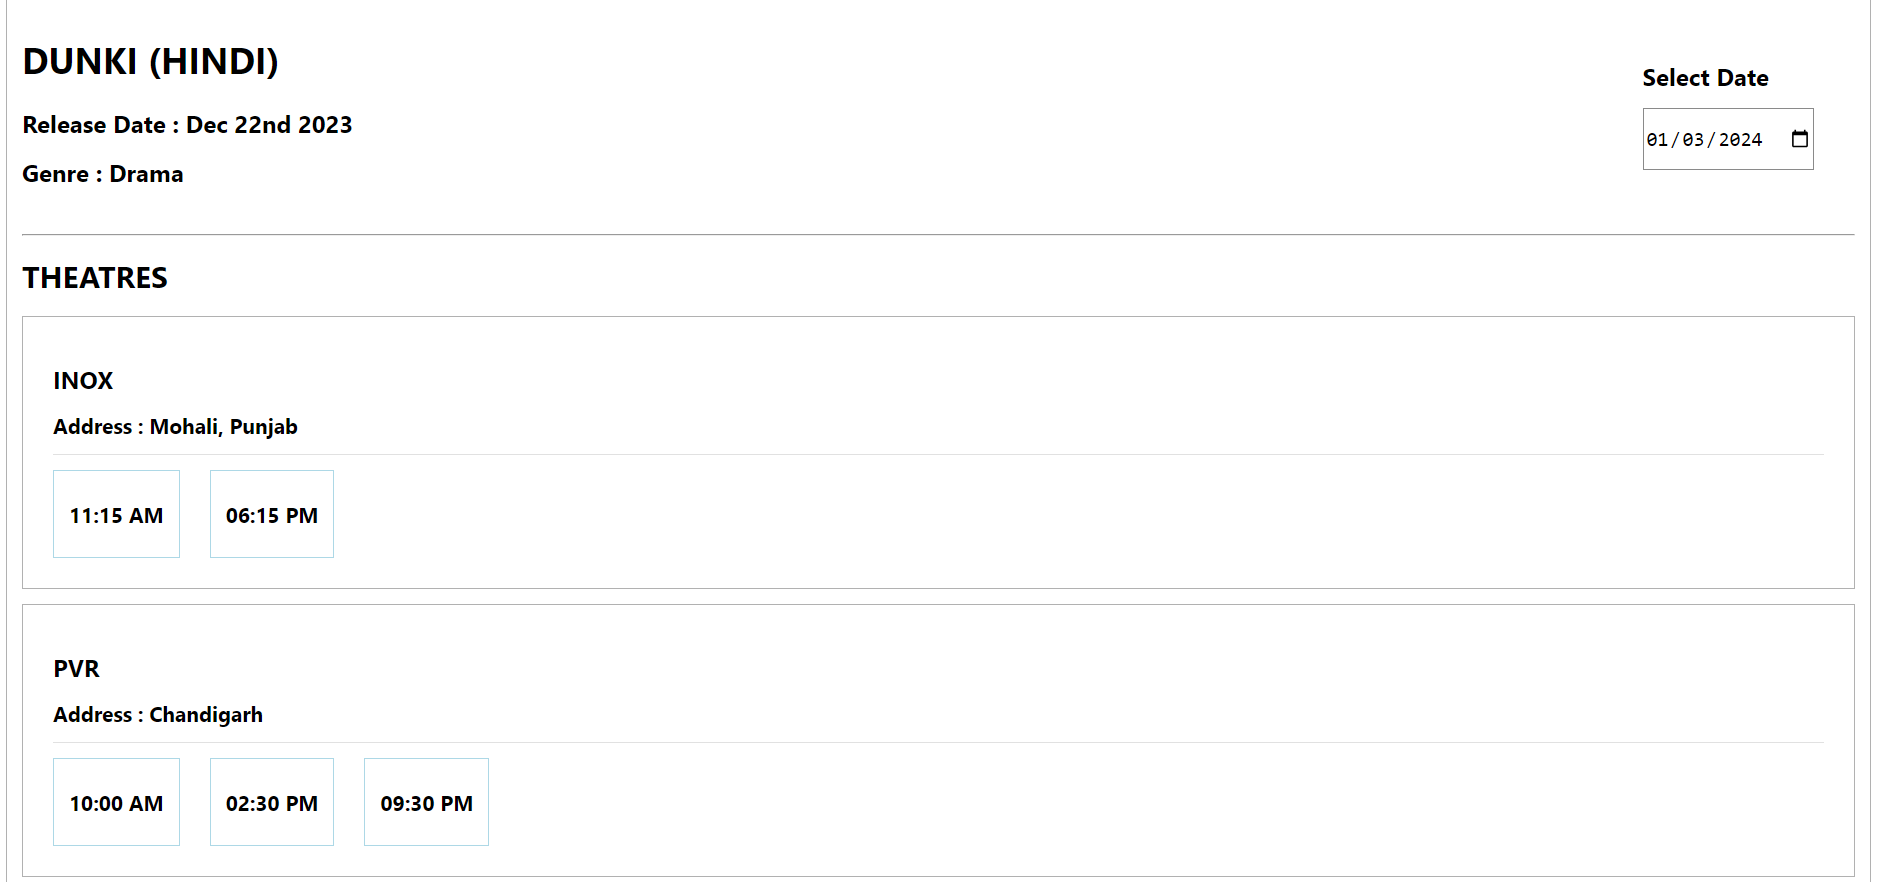 DUNKI (HINDI)
Release Date : Dec 22nd 2023
Genre : Drama
Select Date
01/03/2024
THEATRES
INOX
Address : Mohali, Punjab
11:15 AM
06:15 PM
PVR
Address : Chandigarh
10:00 AM
02:30 PM
09:30 PM